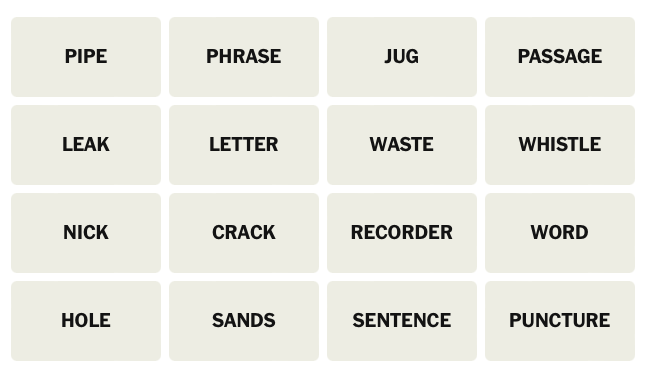 PIPE PHRASE JUG PASSAGE
LEAK LETTER WASTE WHISTLE
NICK CRACK RECORDER WORD
HOLE SANDS SENTENCE PUNCTURE